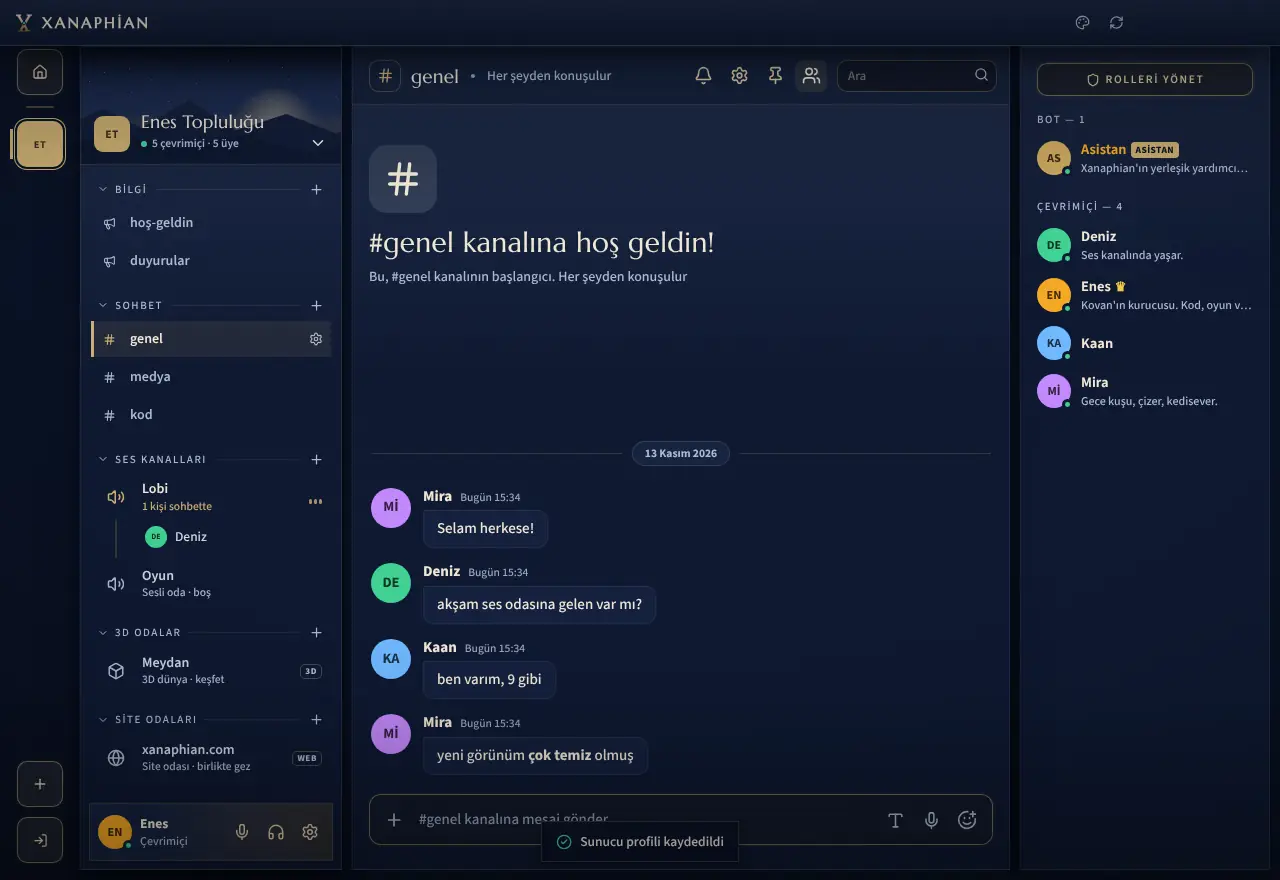 XANAPHİAN
ET
ET
Enes Topluluğu
5 çevrimiçi · 5 üye
BİLGİ
hoş-geldin
duyurular
SOHBET
# genel
# medya
# kod
SES KANALLARI
Lobi
1 kişi sohbette
DE Deniz
Oyun
Sesli oda · boş
3D ODALAR
Meydan
3D dünya · keşfet
3D
SİTE ODALARI
xanaphian.com
Site odası · birlikte gez
WEB
EN
Enes
Çevrimiçi
# genel • Her şeyden konuşulur
Ara
#
#genel kanalına hoş geldin!
Bu, #genel kanalının başlangıcı. Her şeyden konuşulur
13 Kasım 2026
Mİ
Mira Bugün 15:34
Selam herkese!
DE
Deniz Bugün 15:34
akşam ses odasına gelen var mı?
KA
Kaan Bugün 15:34
ben varım, 9 gibi
Mİ
Mira Bugün 15:34
yeni görünüm çok temiz olmuş
#genel kanalına mesaj gönder
Sunucu profili kaydedildi
ROLLERİ YÖNET
BOT — 1
AS
Asistan ASİSTAN
Xanaphian'ın yerleşik yardımcı…
ÇEVRİMİÇİ — 4
DE
Deniz
Ses kanalında yaşar.
EN
Enes
Kovan'ın kurucusu. Kod, oyun v…
KA
Kaan
Mİ
Mira
Gece kuşu, çizer, kedisever.